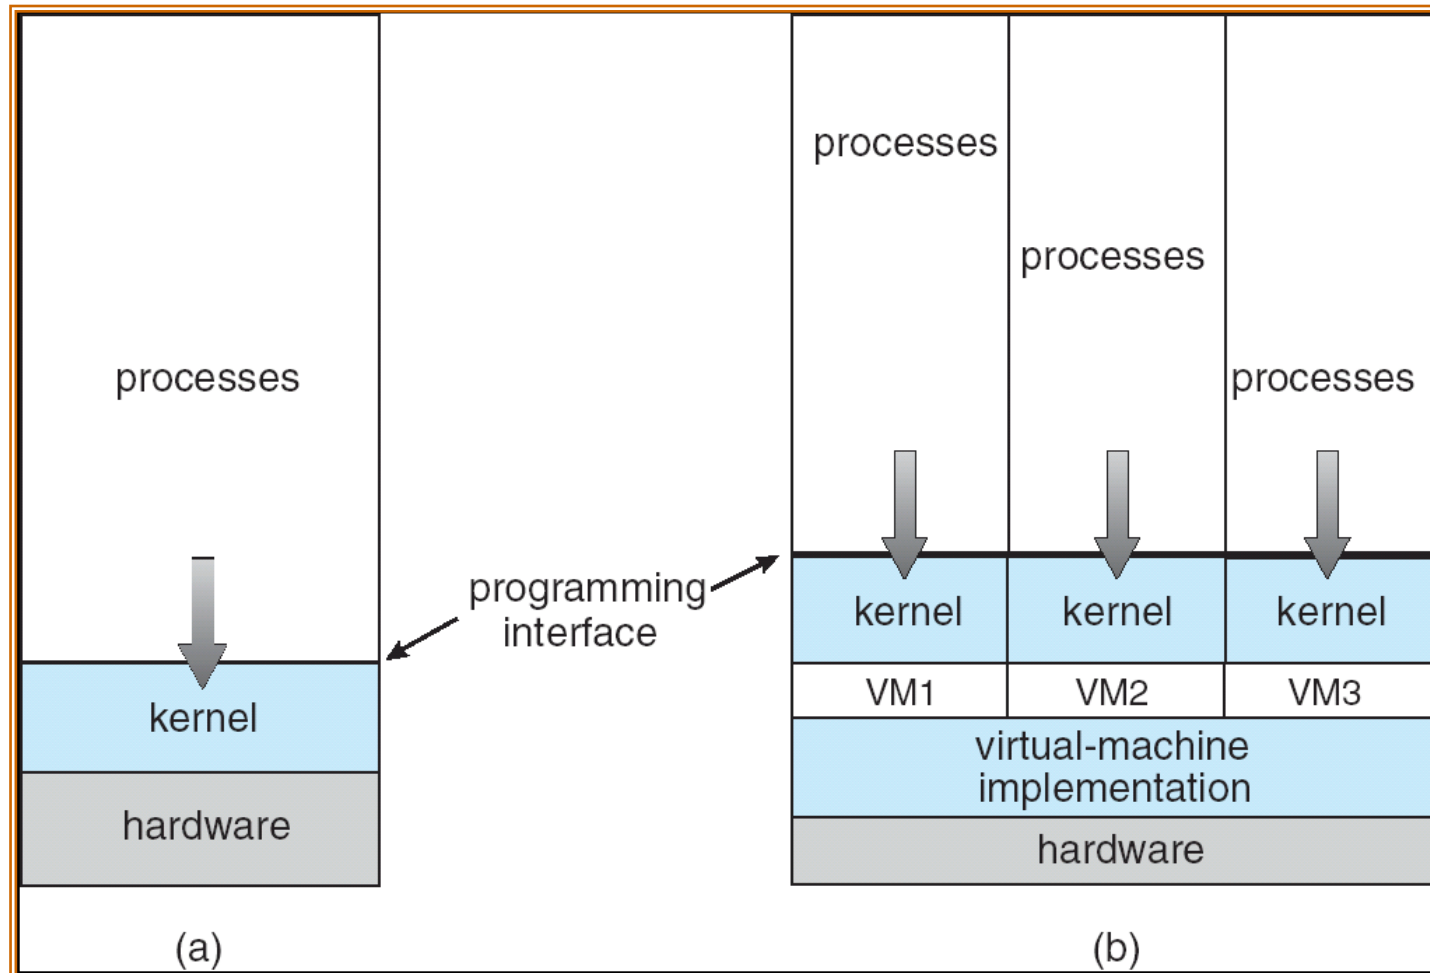 processes
kernel
hardware
(a)
programming
interface
processes
processes
processes
kernel
kernel
kernel
VM1
VM2
VM3
virtual-machine
implementation
hardware
(b)